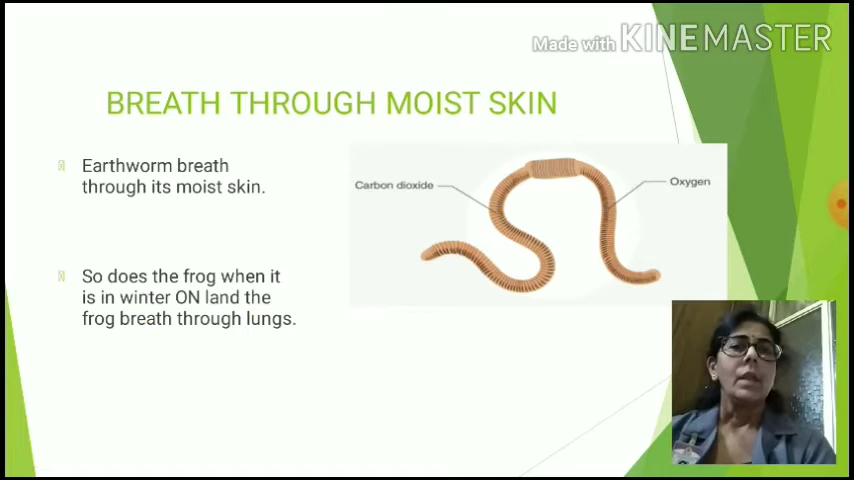 Made with KINEMASTER
BREATH THROUGH MOIST SKIN
Earthworm breath
through its moist skin.
Carbon dioxide
Oxygen
So does the frog when it
is in winter ON land the
frog breath through lungs.